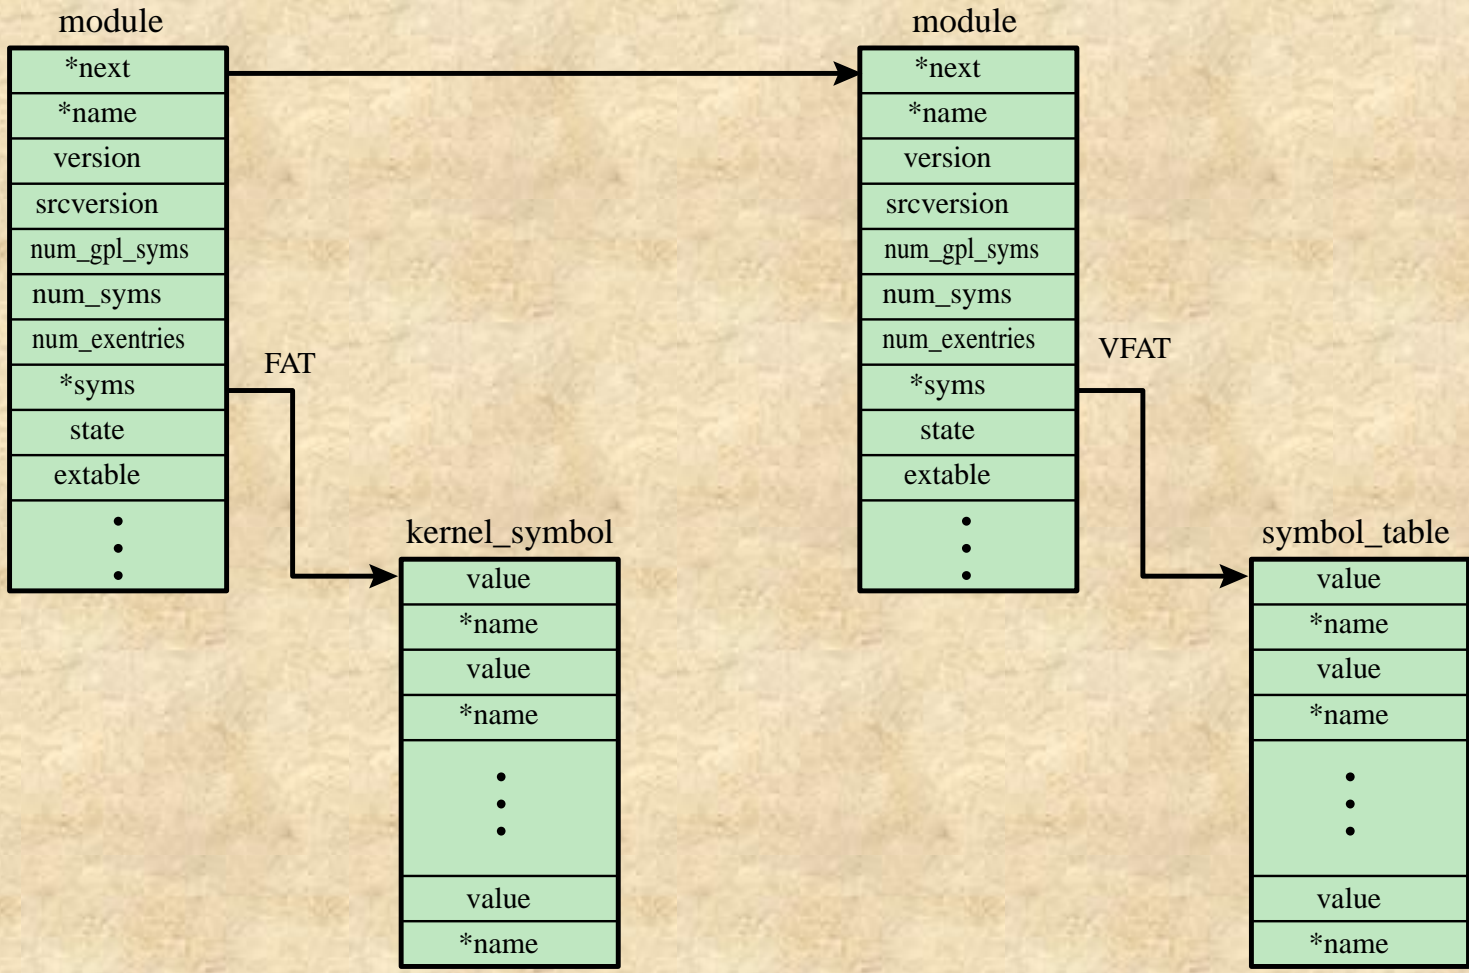 module
*next
*name
version
srcversion
num_gpl_syms
num_syms
num_exentries
*syms
state
extable
FAT
kernel_symbol
value
*name
value
*name
value
*name
module
*next
*name
version
srcversion
num_gpl_syms
num_syms
num_exentries
*syms
state
extable
VFAT
symbol_table
value
*name
value
*name
value
*name